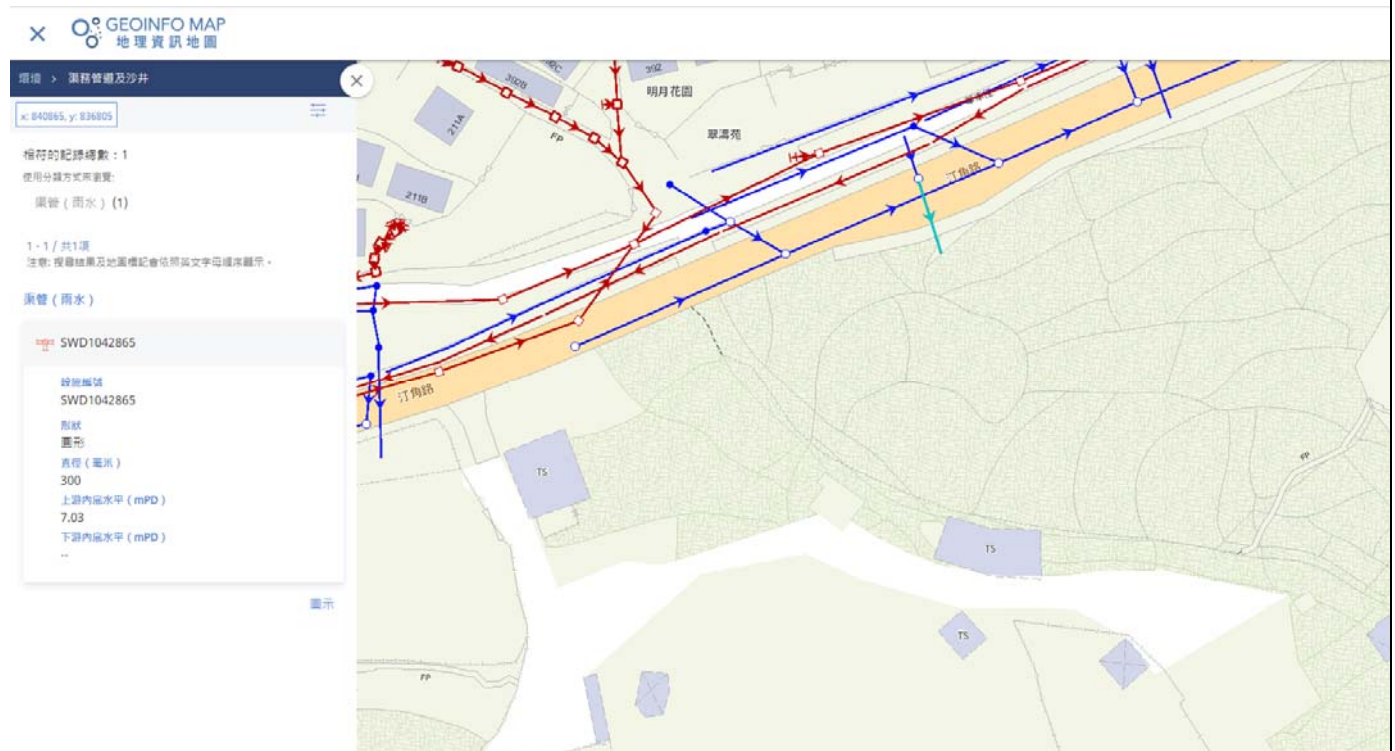 GEOINFO MAP
地理資訊地圖
環境 > 渠務管道及沙井
x: 840865, y: 836805
相符的記錄總數：1
使用分類方式來瀏覽:
渠管（雨水）(1)
1 - 1 / 共1項
注意: 搜尋結果及地圖標記會依照英文字母順序顯示。
渠管（雨水）
SWD1042865
設施編號
SWD1042865
形狀
圓形
直徑（毫米）
300
上游內底水平（mPD）
7.03
下游內底水平（mPD）
--
圖示
392B
392C
392
明月花園
211A
FP
翠濤苑
211B
汀角路
汀角路
TS
FP
TS
TS
FP